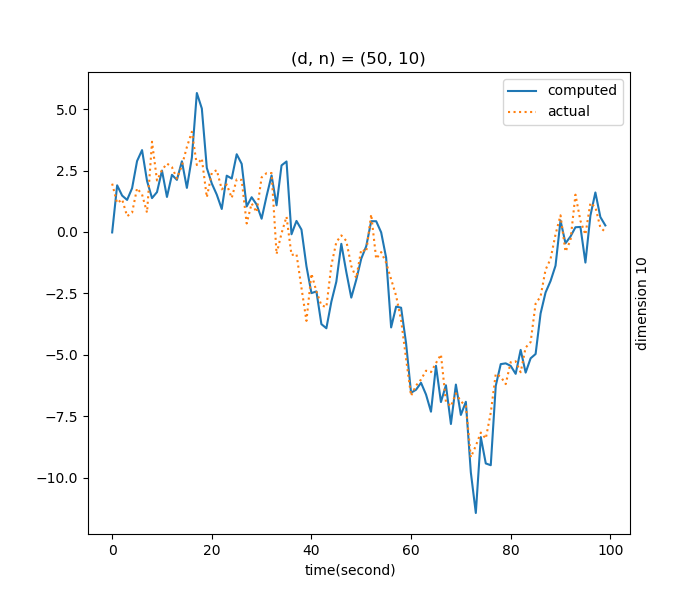 (d, n) = (50, 10)
computed
actual
5.0
2.5
0.0
−2.5
−5.0
−7.5
−10.0
dimension 10
0 20 40 60 80 100
time(second)